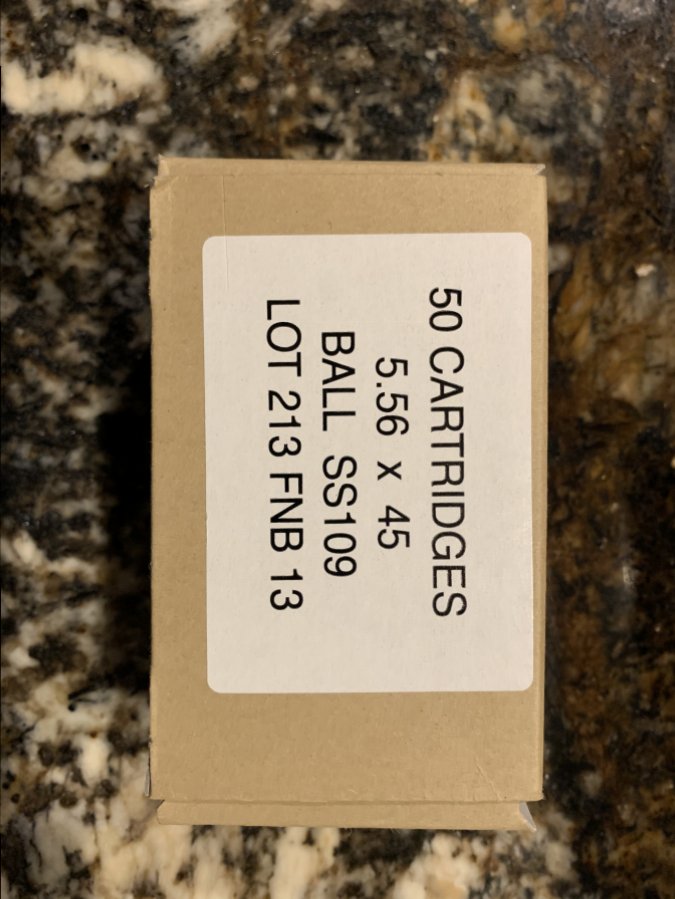 50 CARTRIDGES
5.56 x 45
BALL SS109
LOT 213 FNB 13